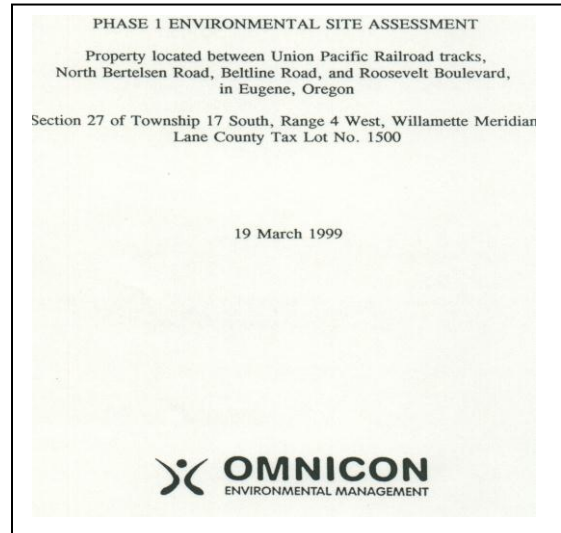 PHASE 1 ENVIRONMENTAL SITE ASSESSMENT
Property located between Union Pacific Railroad tracks,
North Bertelsen Road, Beltline Road, and Roosevelt Boulevard,
in Eugene, Oregon
Section 27 of Township 17 South, Range 4 West, Willamette Meridian
Lane County Tax Lot No. 1500
19 March 1999
OMNICON
ENVIRONMENTAL MANAGEMENT